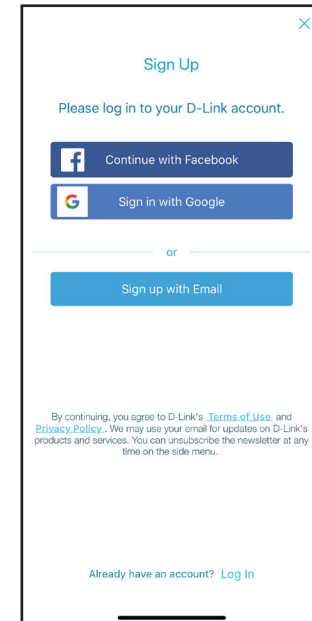 Sign Up
Please log in to your D-Link account.
Continue with Facebook
Sign in with Google
or
Sign up with Email
By continuing, you agree to D-Link's Terms of Use and
Privacy Policy. We may use your email for updates on D-Link's
products and services. You can unsubscribe the newsletter at any
time on the side menu.
Already have an account? Log In